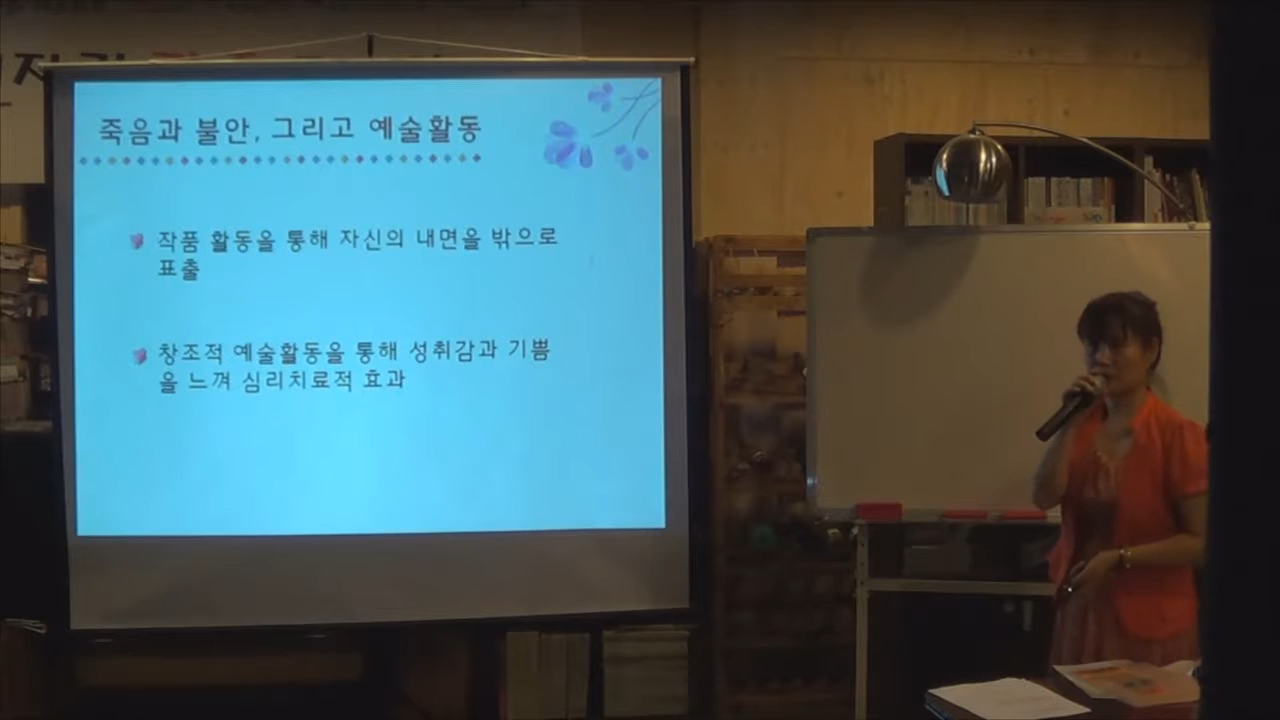 죽음과 불안, 그리고 예술활동
작품 활동을 통해 자신의 내면을 밖으로
표출
창조적 예술활동을 통해 성취감과 기쁨
을 느껴 심리치료적 효과